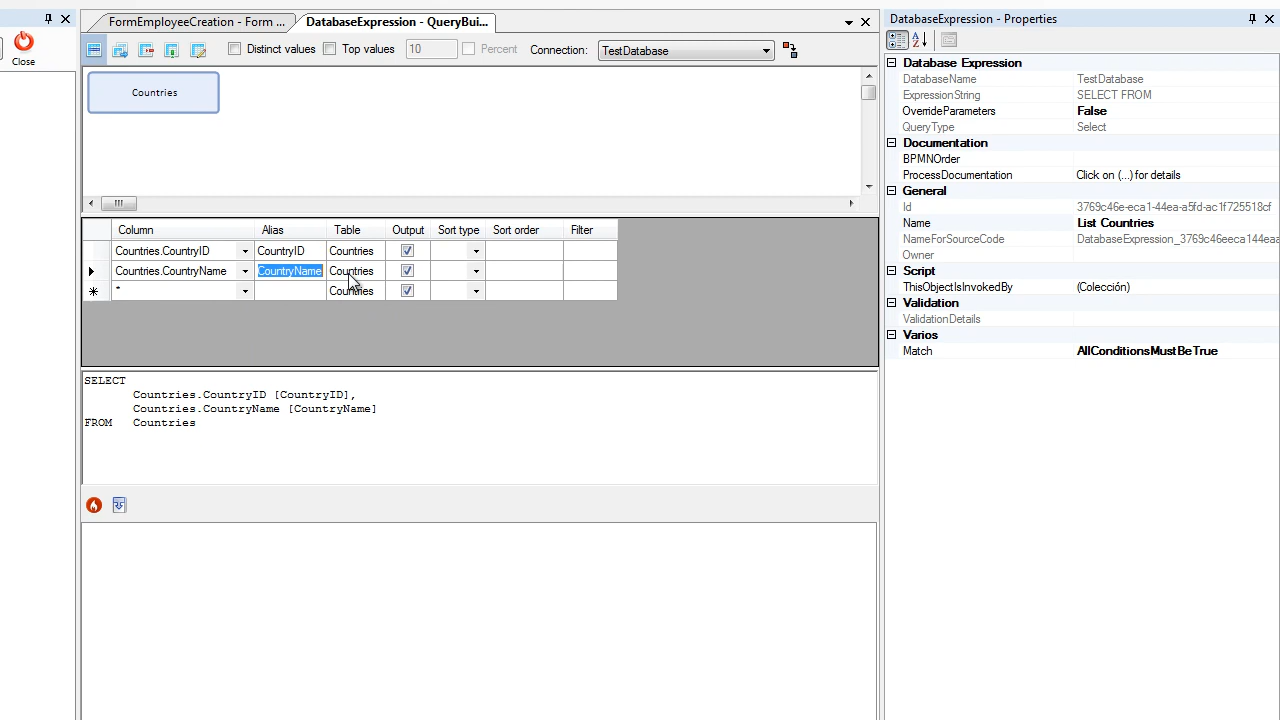 Close
FormEmployeeCreation - Form ...
DatabaseExpression - QueryBui...
Distinct values
Top values
10
Percent
Connection:
TestDatabase
Countries
Column Alias Table Output Sort type Sort order Filter
Countries.CountryID CountryID Countries
Countries.CountryName CountryName Countries
* Countries
SELECT
Countries.CountryID [CountryID],
Countries.CountryName [CountryName]
FROM Countries
DatabaseExpression - Properties
Database Expression
DatabaseName TestDatabase
ExpressionString SELECT FROM
OverrideParameters False
QueryType Select
Documentation
BPMNOrder
ProcessDocumentation Click on (...) for details
General
Id 3769c46e-eca1-44ea-a5fd-ac1f725518cf
Name List Countries
NameForSourceCode DatabaseExpression_3769c46eeca144eaa
Owner
Script
ThisObjectIsInvokedBy (Colección)
Validation
ValidationDetails
Varios
Match AllConditionsMustBeTrue